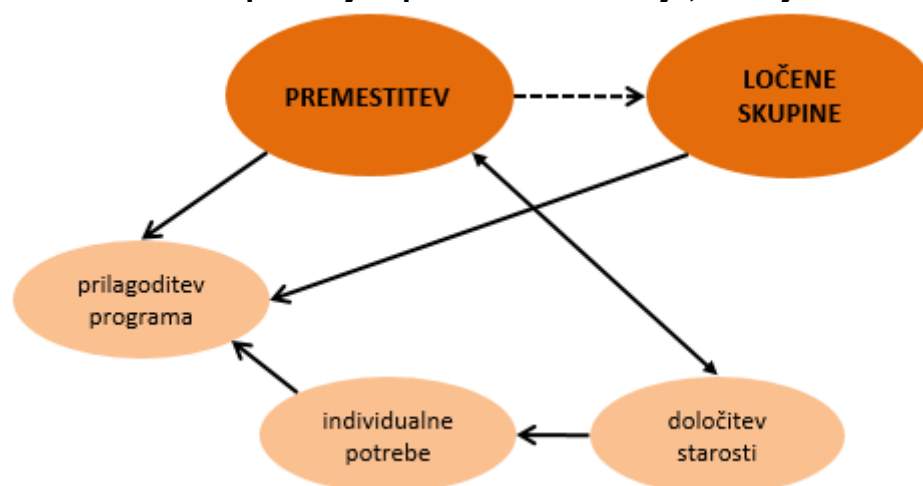 PREMESTITEV
LOČENE
SKUPINE
prilagoditev
programa
individualne
potrebe
določitev
starosti